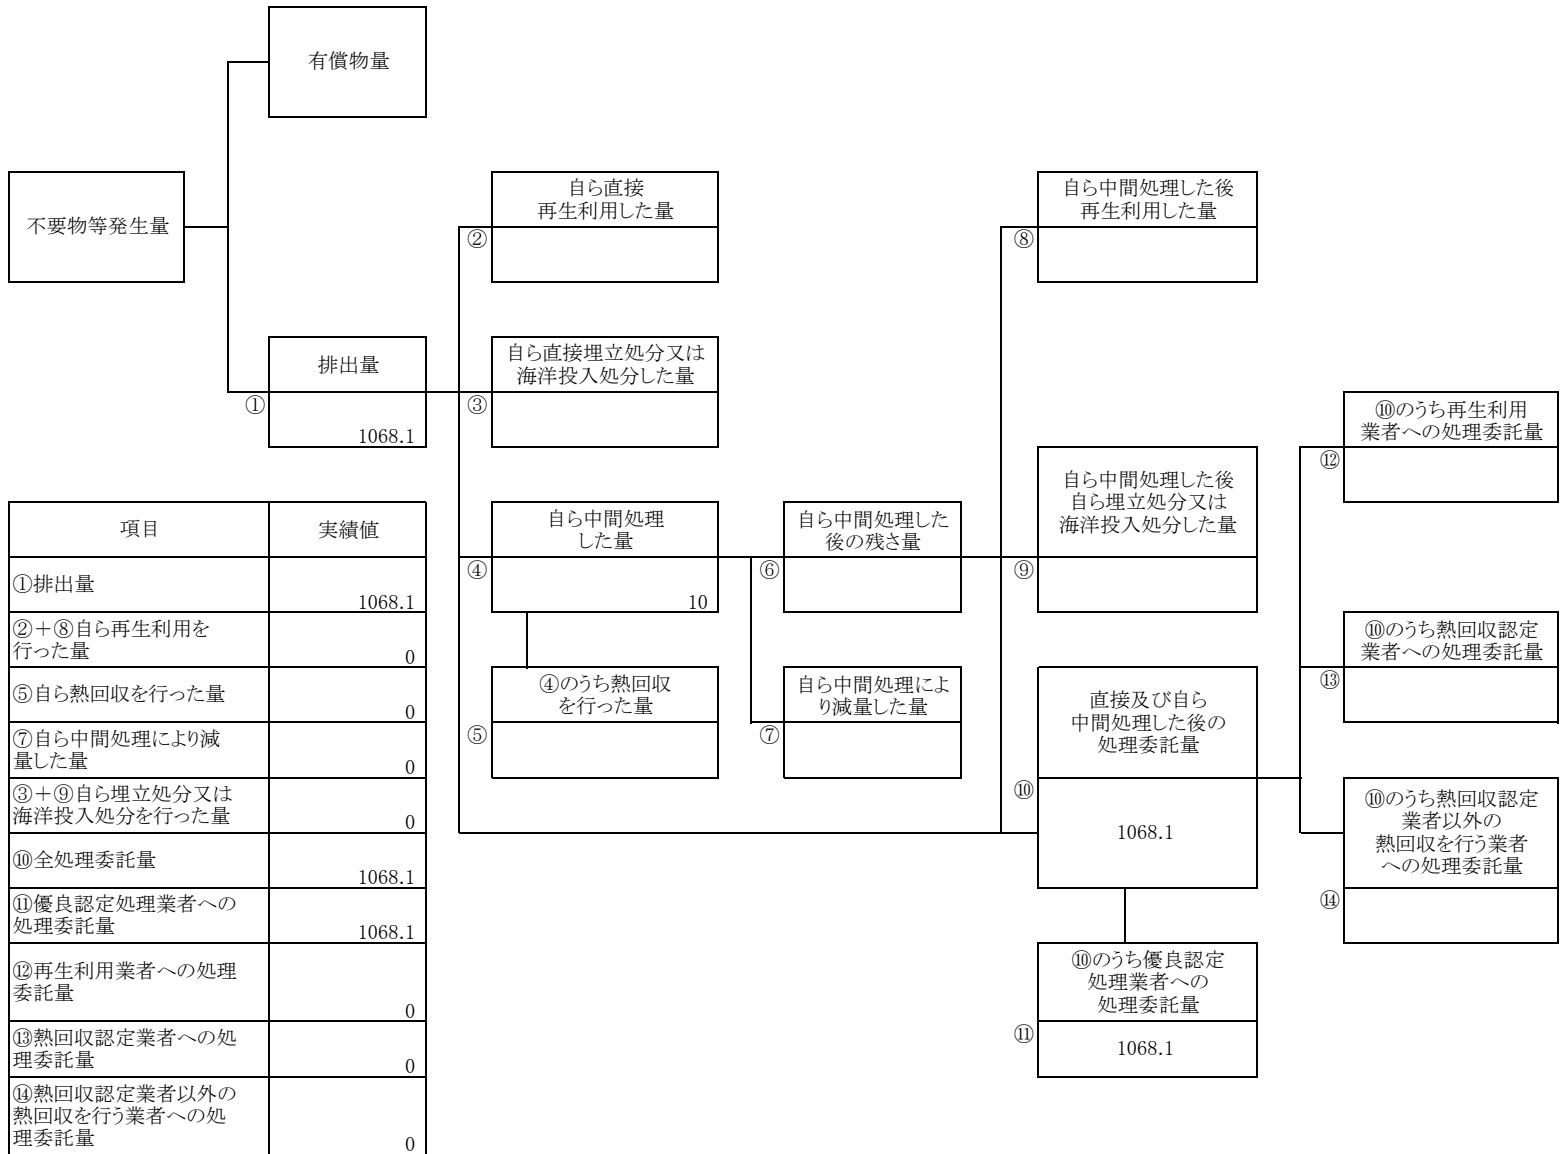 有償物量
不要物等発生量
自ら直接
再生利用した量
②
自ら中間処理した後
再生利用した量
⑧
排出量
①
1068.1
自ら直接埋立処分又は
海洋投入処分した量
③
⑩のうち再生利用
業者への処理委託量
⑫
自ら中間処理
した量
④
10
自ら中間処理した
後の残さ量
⑥
自ら中間処理した後
自ら埋立処分又は
海洋投入処分した量
⑨
④のうち熱回収
を行った量
⑤
自ら中間処理によ
り減量した量
⑦
直接及び自ら
中間処理した後の
処理委託量
⑩
1068.1
⑩のうち熱回収認定
業者への処理委託量
⑬
⑩のうち熱回収認定
業者以外の
熱回収を行う業者
への処理委託量
⑭
⑩のうち優良認定
処理業者への
処理委託量
⑪
1068.1
項目 実績値
①排出量
1068.1
②＋⑧自ら再生利用を
行った量
0
⑤自ら熱回収を行った量
0
⑦自ら中間処理により減
量した量
0
③＋⑨自ら埋立処分又は
海洋投入処分を行った量
0
⑩全処理委託量
1068.1
⑪優良認定処理業者への
処理委託量
1068.1
⑫再生利用業者への処理
委託量
0
⑬熱回収認定業者への処
理委託量
0
⑭熱回収認定業者以外の
熱回収を行う業者への処
理委託量
0